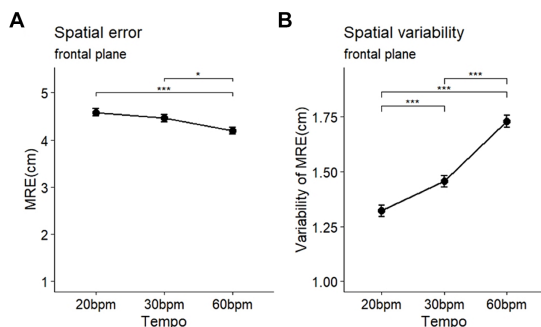 A
Spatial error
frontal plane
*
***
5
4
3
2
1
MRE(cm)
20bpm 30bpm 60bpm
Tempo
B
Spatial variability
frontal plane
***
***
***
1.75
1.50
1.25
1.00
Variability of MRE(cm)
20bpm 30bpm 60bpm
Tempo